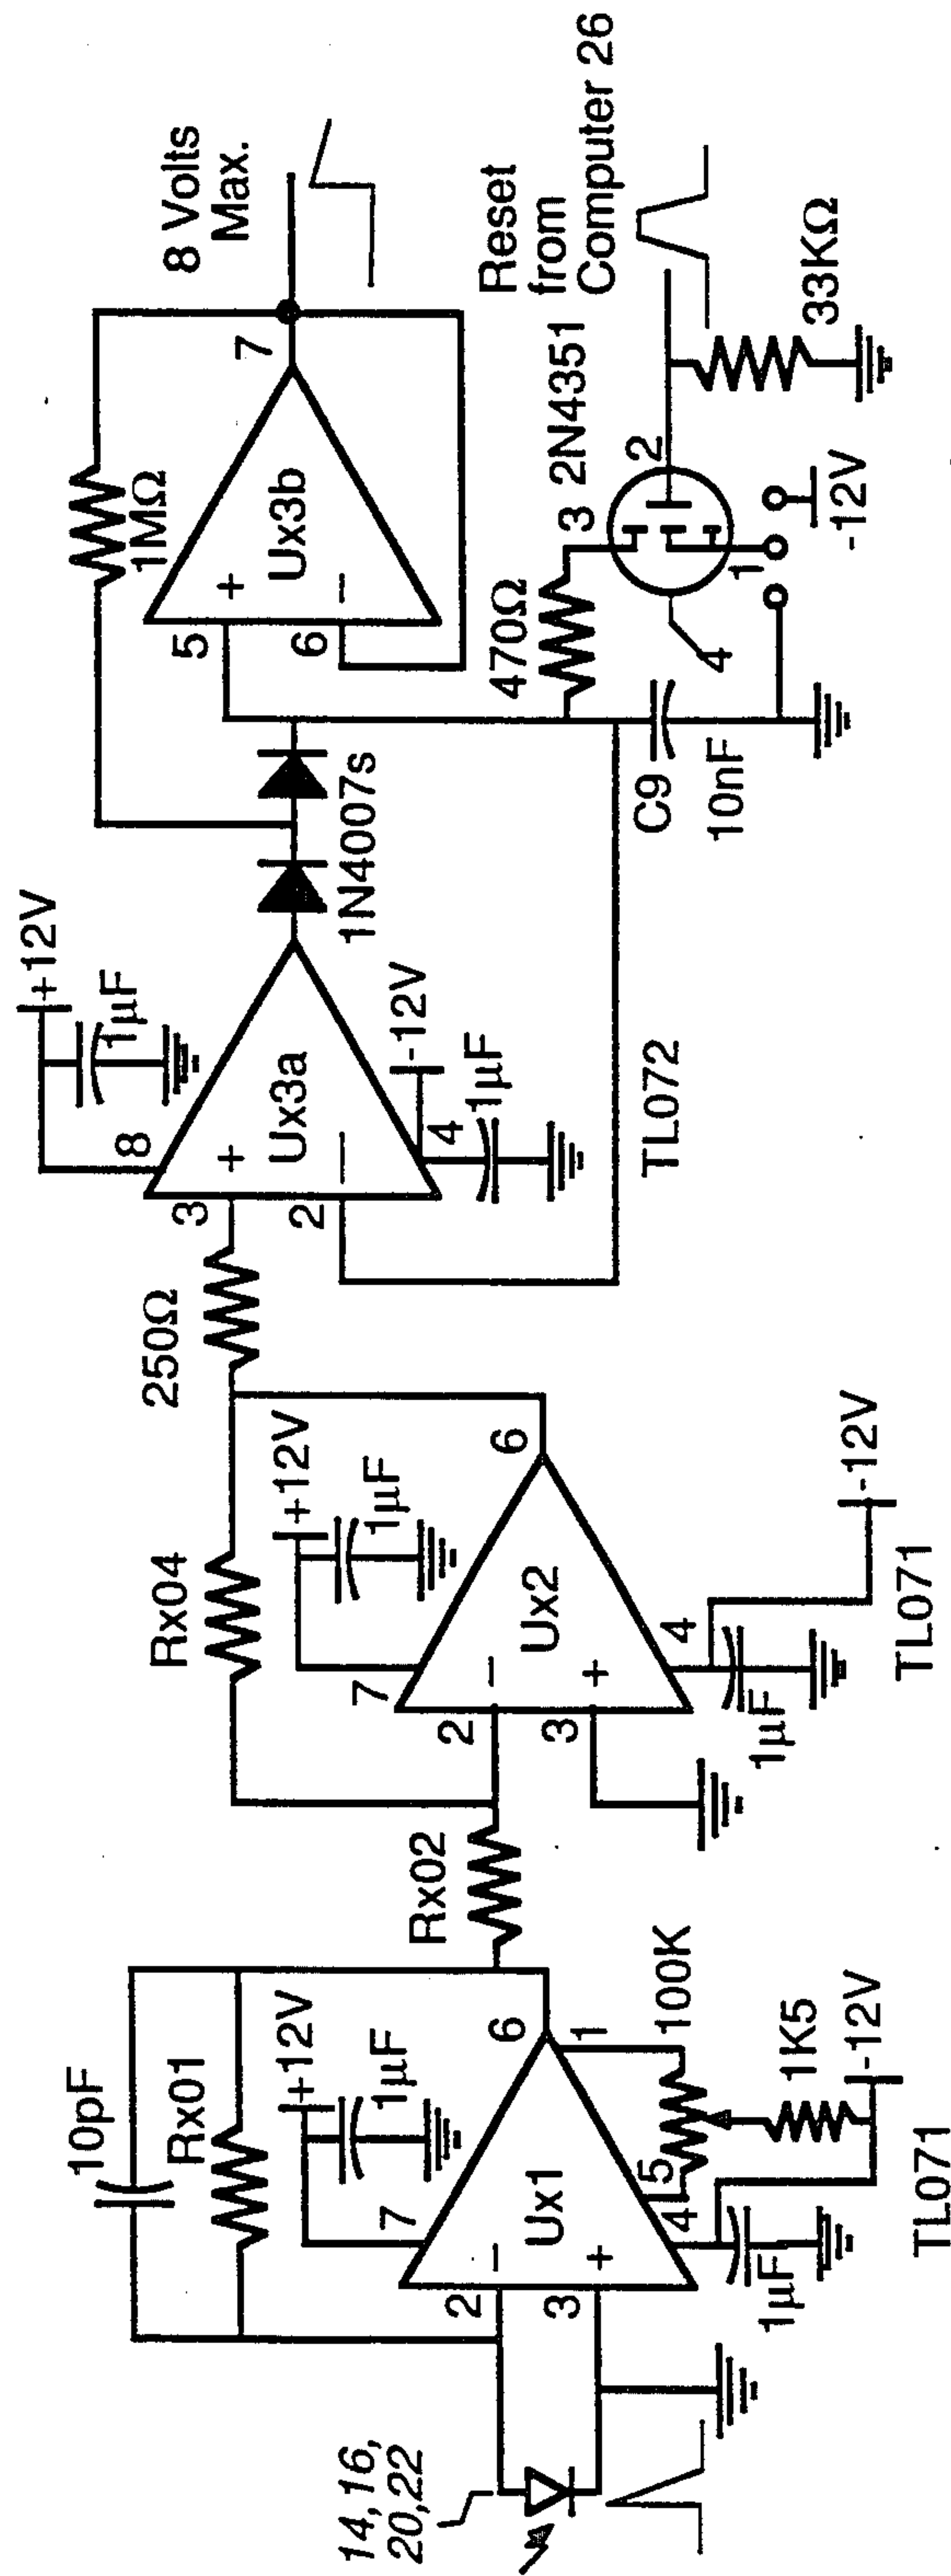 14,16,
20,22
10pF
Rx01
+12V
1µF
7
2
−
Ux1
3
+
6
1
5
4
100K
1K5
-12V
1µF
TL071
Rx02
Rx04
+12V
1µF
7
2
−
Ux2
3
+
6
4
-12V
1µF
TL071
250Ω
+12V
1µF
8
3
+
Ux3a
2
−
4
-12V
1µF
TL072
1N4007s
1MΩ
5
+
Ux3b
6
−
7
8 Volts
Max.
470Ω
3
2N4351
2
4
1
C9
10nF
-12V
33KΩ
Reset
from
Computer 26